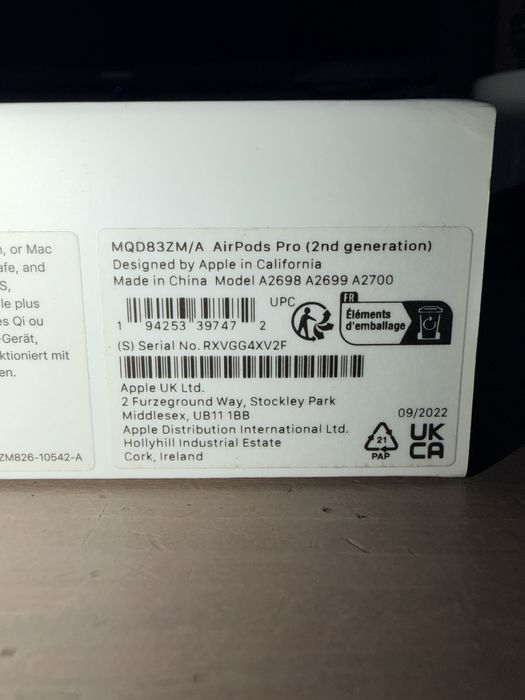 , or Mac
afe, and
S,
le plus
es Qi ou
-Gerät,
ktioniert mit
en.
ZM826-10542-A
MQD83ZM/A AirPods Pro (2nd generation)
Designed by Apple in California
Made in China Model A2698 A2699 A2700
UPC
1 94253 39747 2
FR
Éléments
d'emballage
(S) Serial No. RXVGG4XV2F
Apple UK Ltd.
2 Furzeground Way, Stockley Park
Middlesex, UB11 1BB
Apple Distribution International Ltd.
Hollyhill Industrial Estate
Cork, Ireland
09/2022
21
PAP
UK
CA